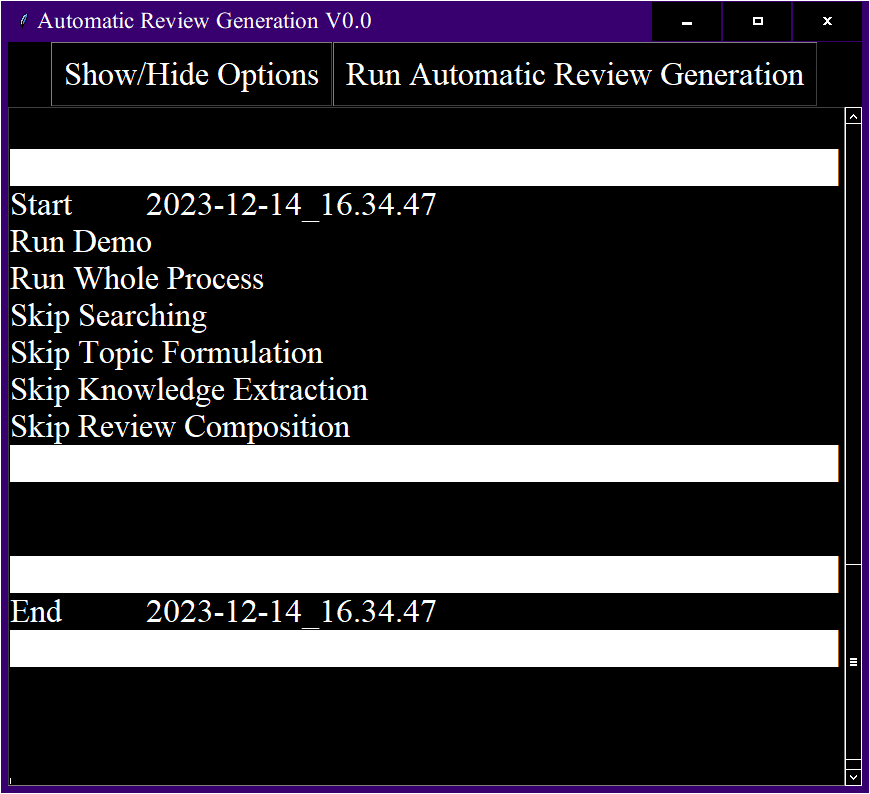 Automatic Review Generation V0.0
Show/Hide Options Run Automatic Review Generation
Start 2023-12-14_16.34.47
Run Demo
Run Whole Process
Skip Searching
Skip Topic Formulation
Skip Knowledge Extraction
Skip Review Composition
End 2023-12-14_16.34.47